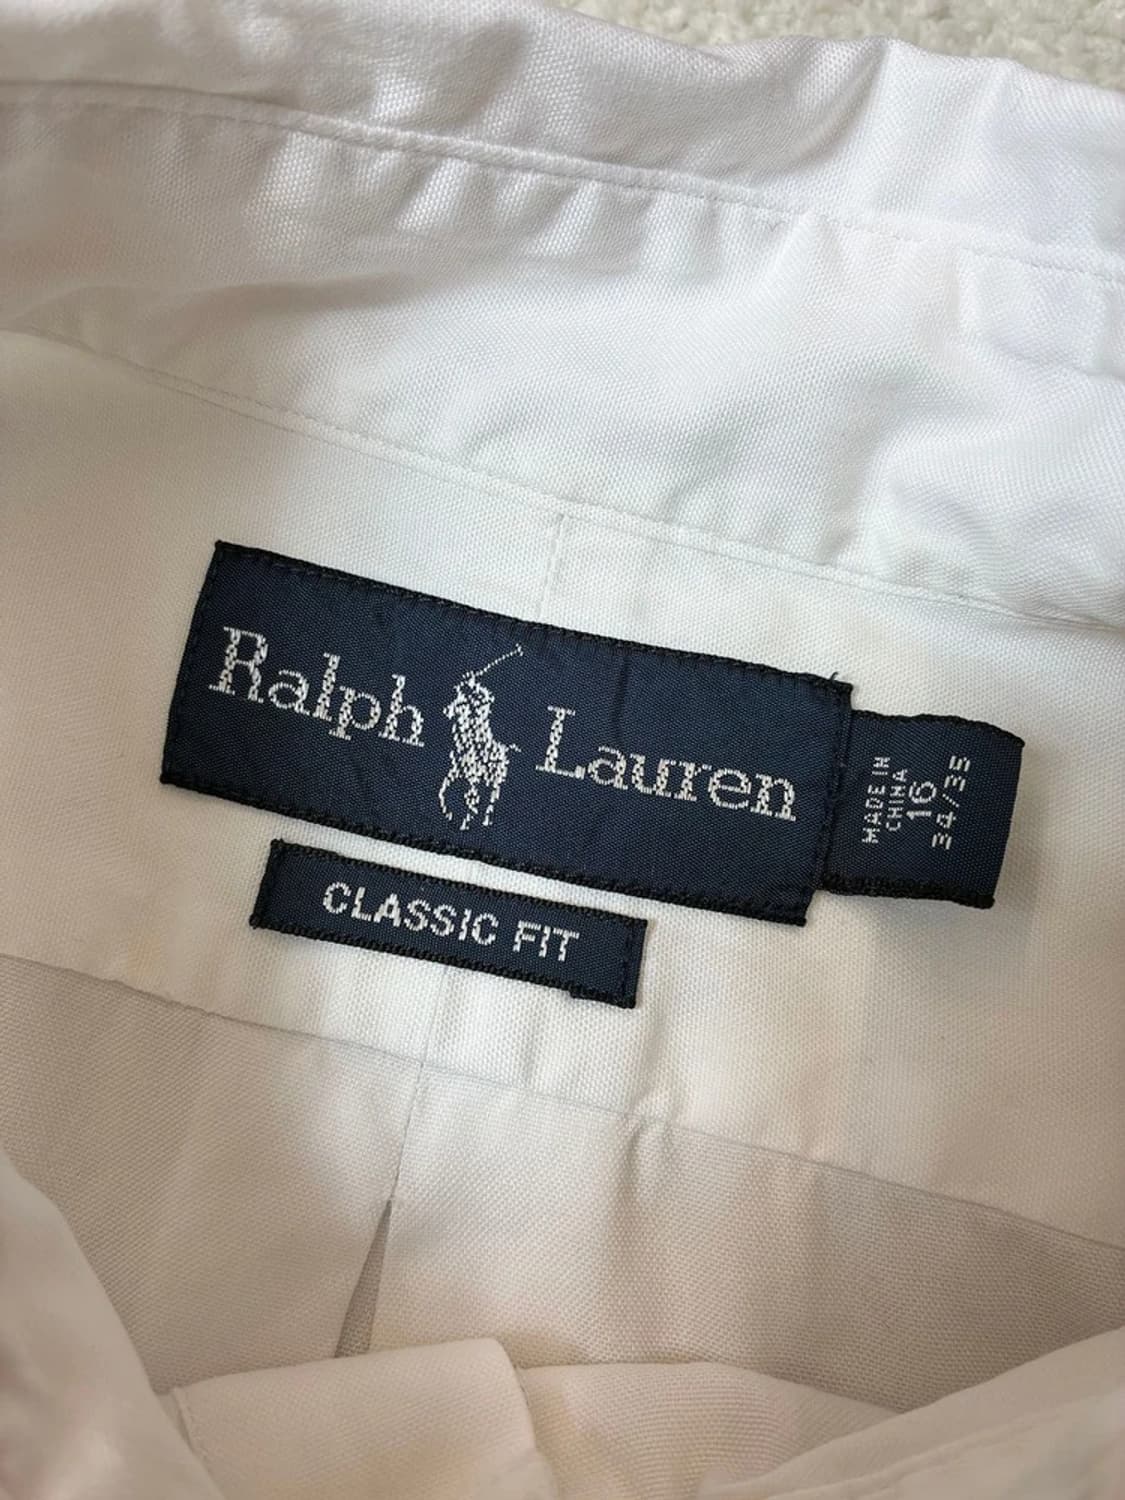 Ralph Lauren
MADE IN
CHINA
16
34/35
CLASSIC FIT